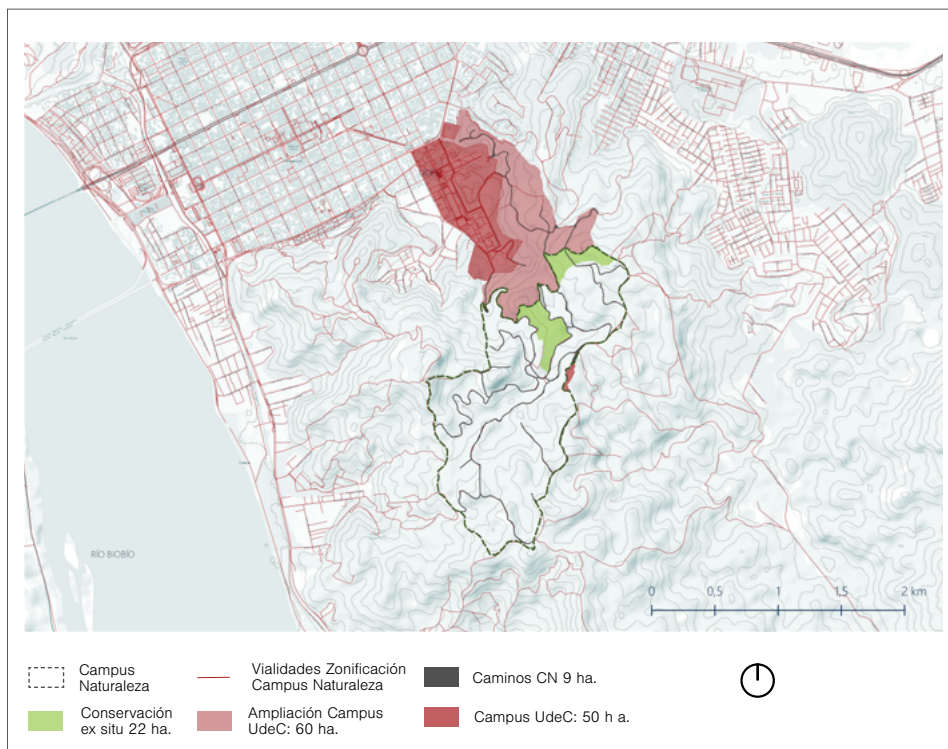 RÍO BIOBÍO
0 0,5 1 1,5 2 km
Campus
Naturaleza
Vialidades Zonificación
Campus Naturaleza
Caminos CN 9 ha.
Conservación
ex situ 22 ha.
Ampliación Campus
UdeC: 60 ha.
Campus UdeC: 50 h a.